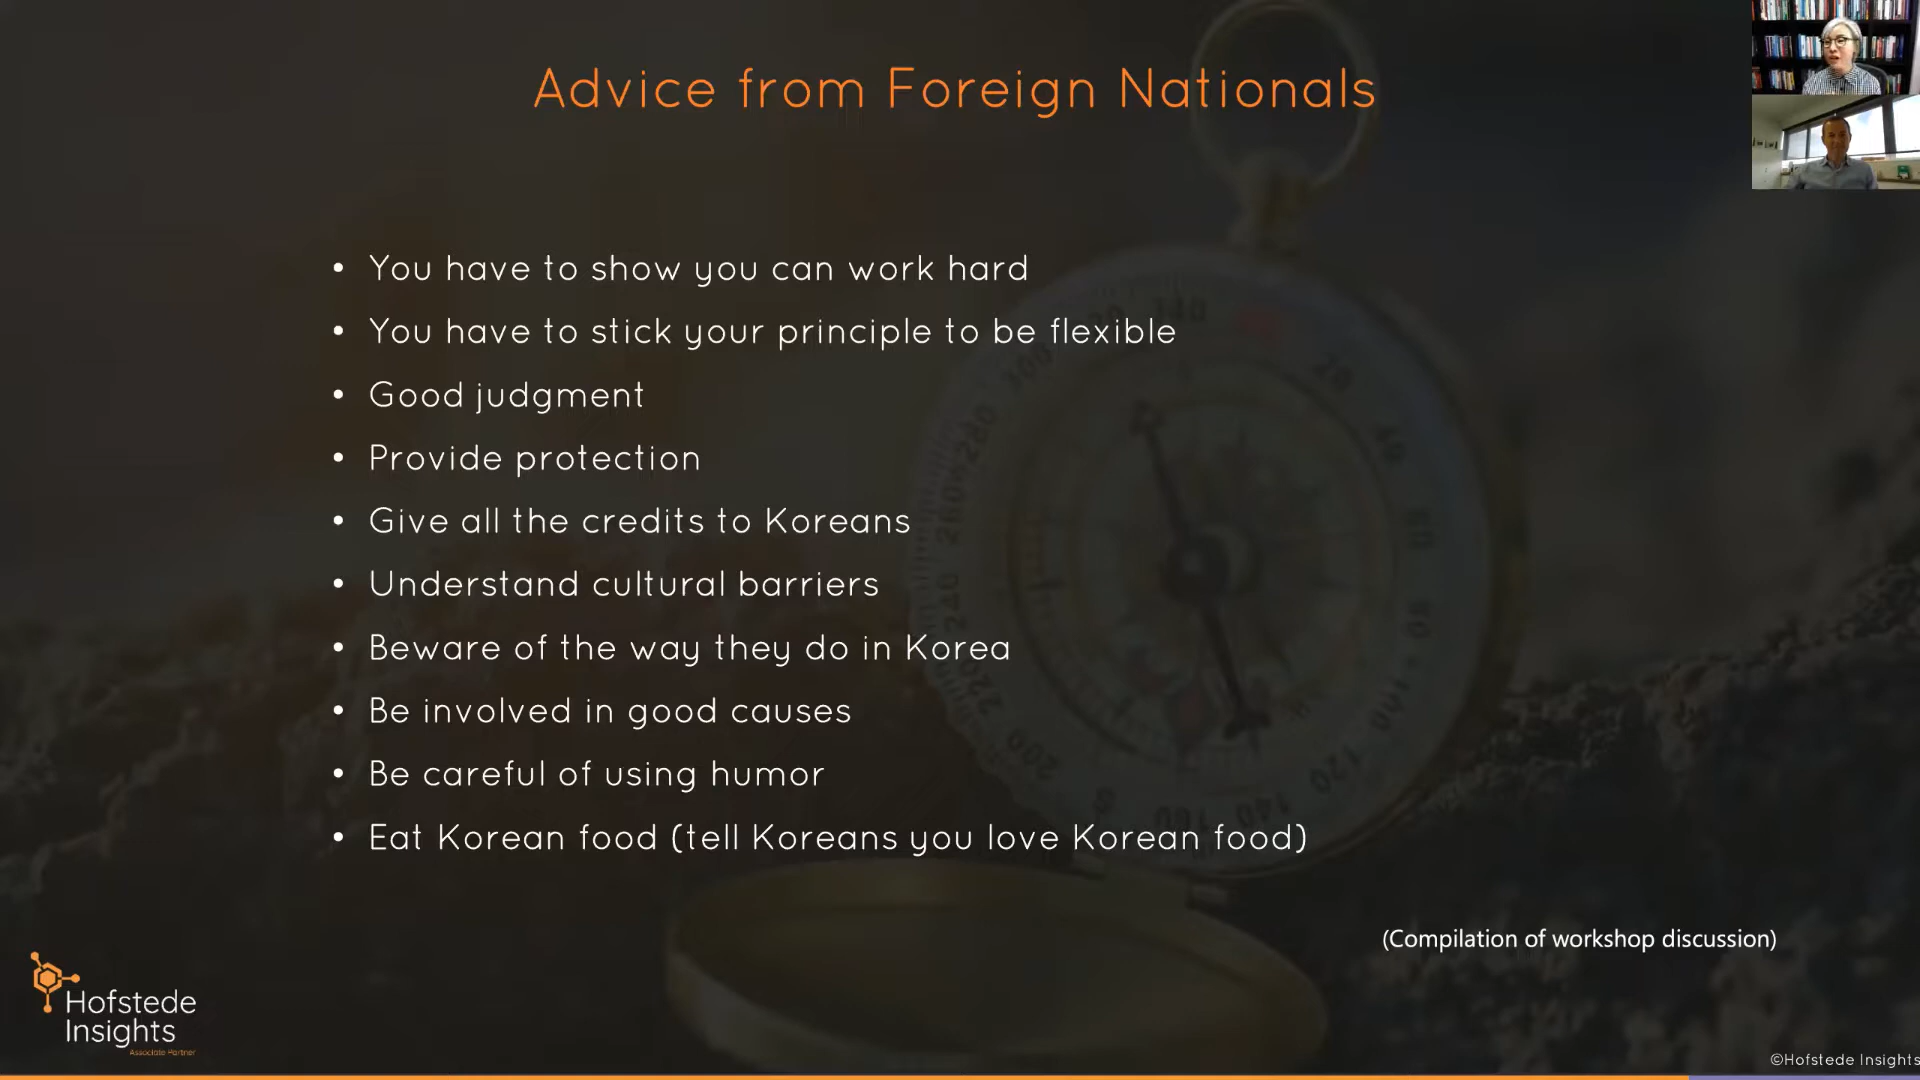 Advice from Foreign Nationals
• You have to show you can work hard
• You have to stick your principle to be flexible
• Good judgment
• Provide protection
• Give all the credits to Koreans
• Understand cultural barriers
• Beware of the way they do in Korea
• Be involved in good causes
• Be careful of using humor
• Eat Korean food (tell Koreans you love Korean food)
(Compilation of workshop discussion)
Hofstede
Insights
Associate Partner
©Hofstede Insights